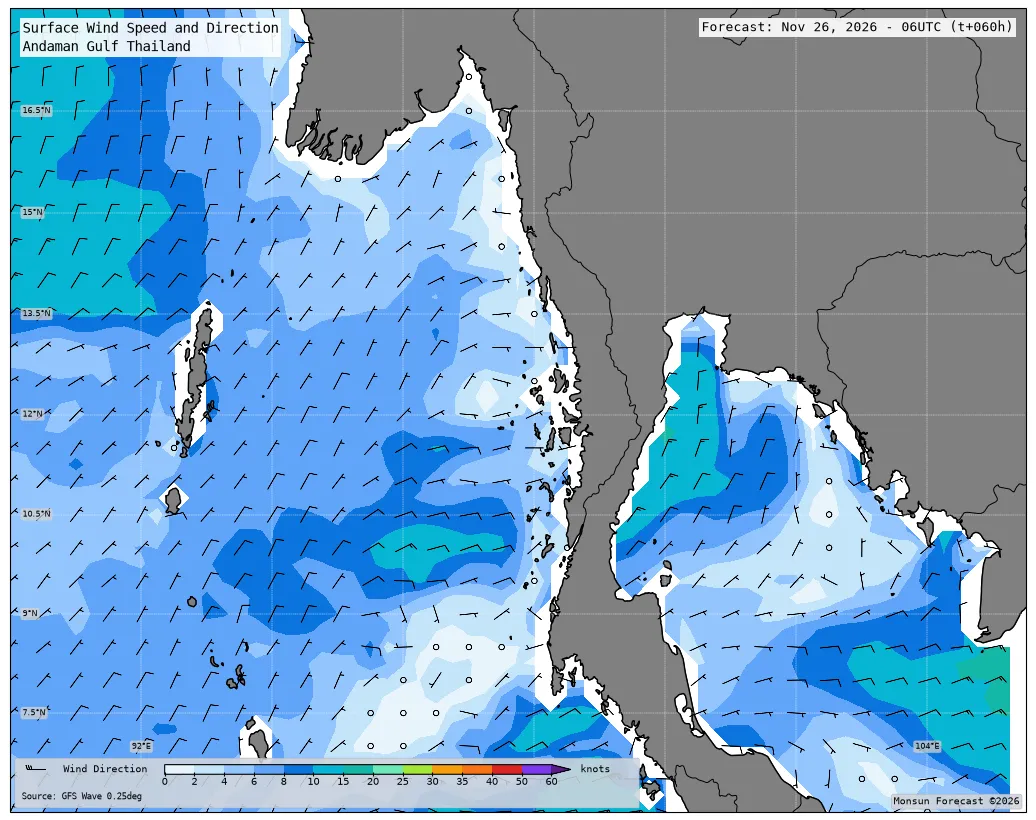 Surface Wind Speed and Direction
Andaman Gulf Thailand
Forecast: Nov 26, 2026 - 06UTC (t+060h)
16.5°N
15°N
13.5°N
12°N
10.5°N
9°N
7.5°N
92°E
104°E
Wind Direction
0 2 4 6 8 10 15 20 25 30 40 50 60 knots
Source: GFS Wave 0.25deg
Monsun Forecast ©2026